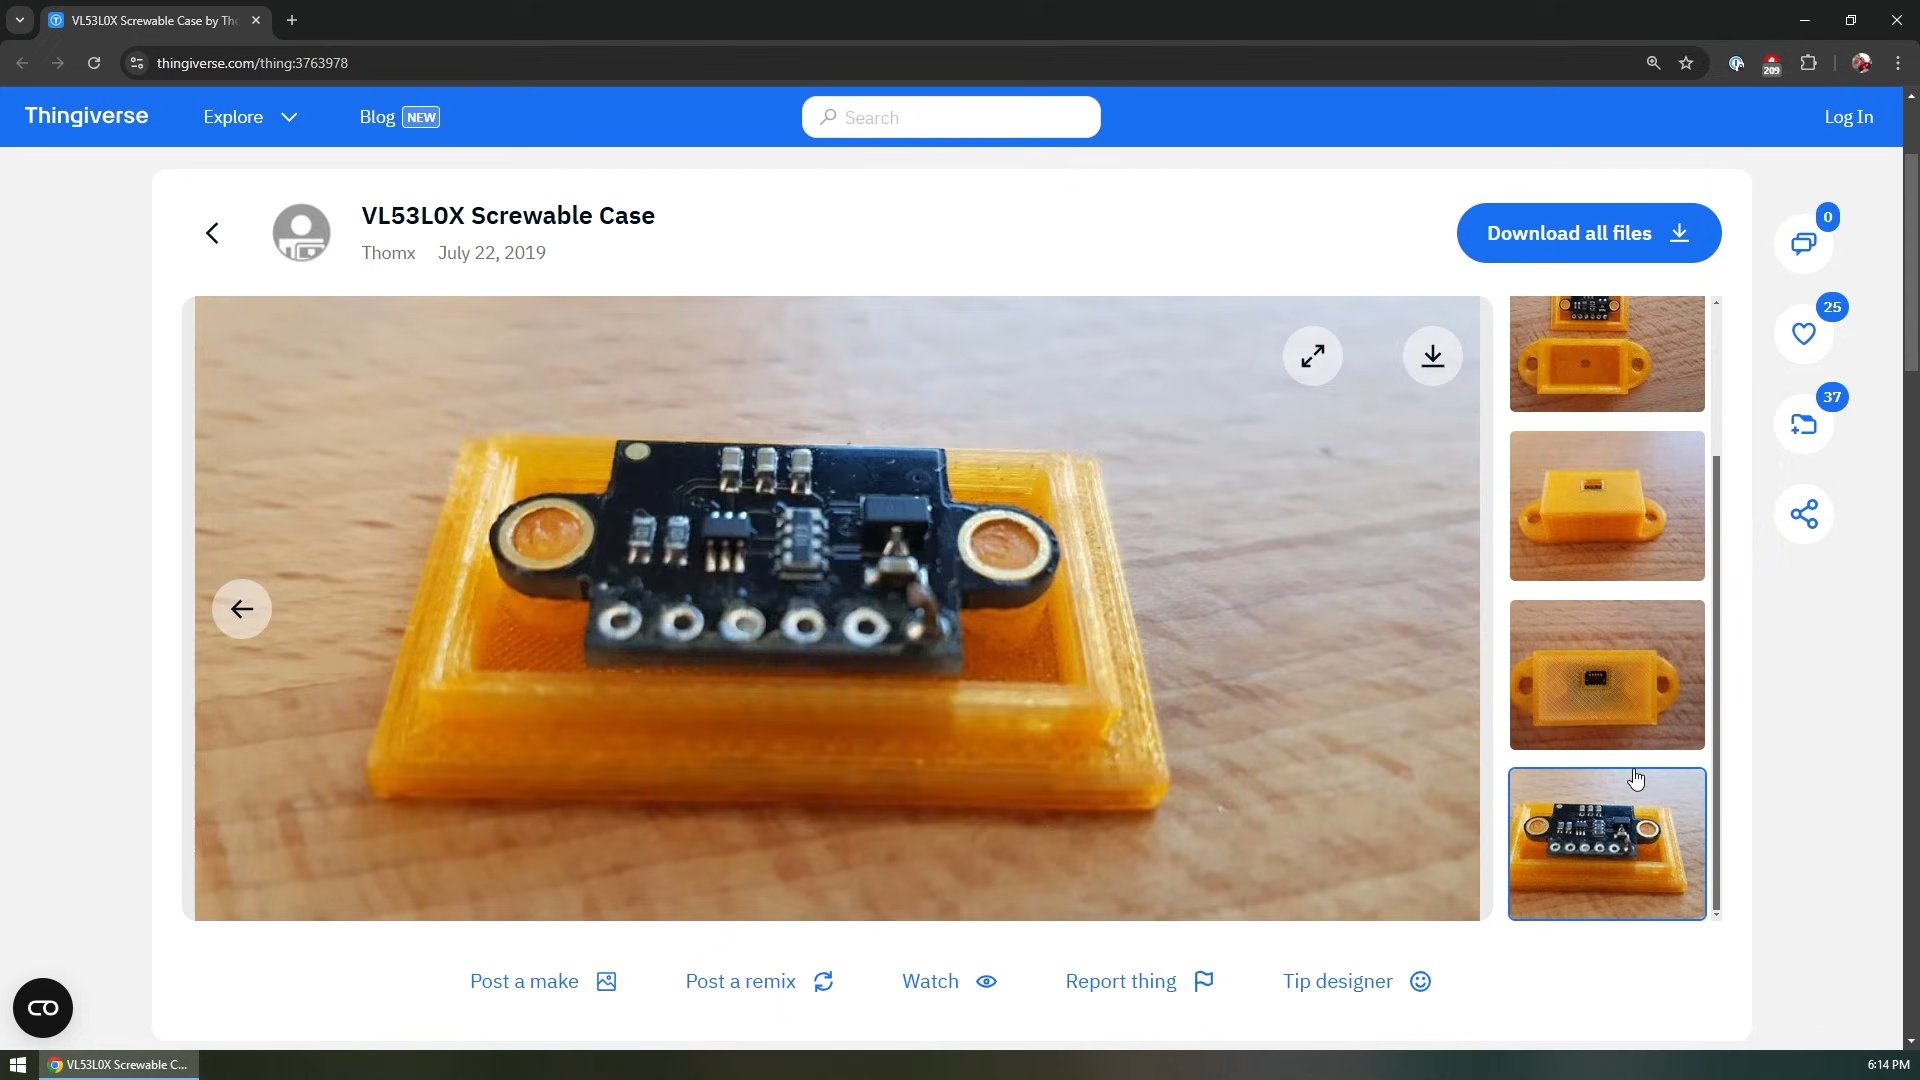 VL53L0X Screwable Case by Th
thingiverse.com/thing:3763978
209
Thingiverse
Explore
Blog NEW
Search
Log In
VL53L0X Screwable Case
Thomx July 22, 2019
Download all files
0
25
37
Post a make
Post a remix
Watch
Report thing
Tip designer
VL53L0X Screwable C...
6:14 PM